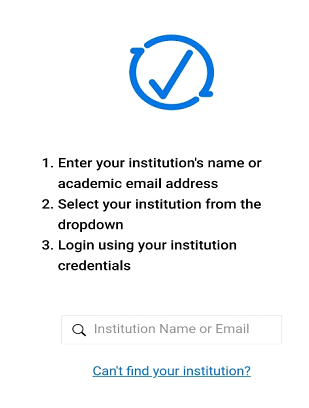 1. Enter your institution's name or
academic email address
2. Select your institution from the
dropdown
3. Login using your institution
credentials
Institution Name or Email
Can't find your institution?